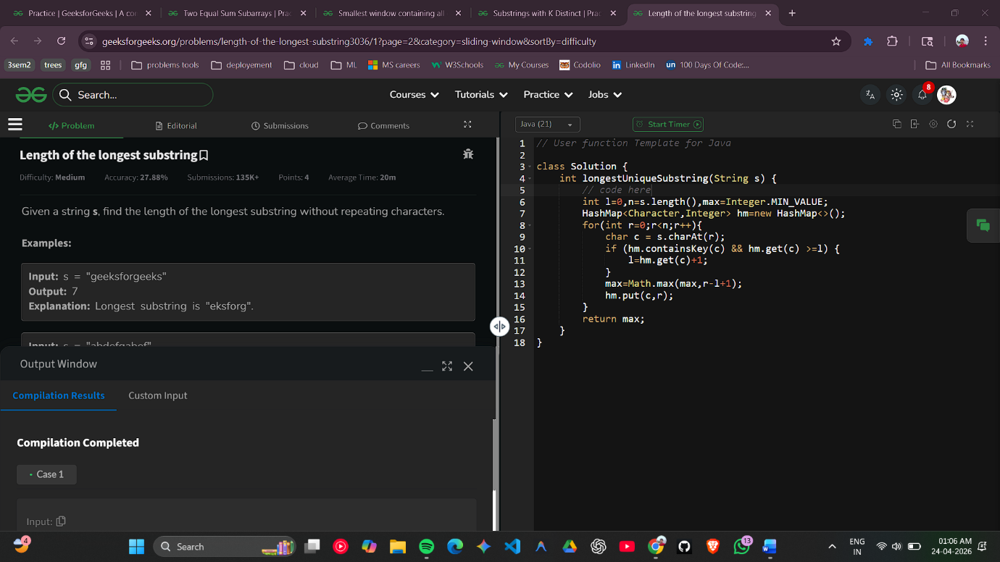 Practice | GeeksforGeeks | A co
Two Equal Sum Subarrays | Prac
Smallest window containing all
Substrings with K Distinct | Prac
Length of the longest substring
geeksforgeeks.org/problems/length-of-the-longest-substring3036/1?page=2&category=sliding-window&sortBy=difficulty
3sem2 trees gfg problems tools deployement cloud ML MS careers W3Schools My Courses Codolio LinkedIn 100 Days Of Code:... All Bookmarks
Search... Courses Tutorials Practice Jobs 8
Problem Editorial Submissions Comments
Length of the longest substring
Difficulty: Medium Accuracy: 27.88% Submissions: 135K+ Points: 4 Average Time: 20m
Given a string s, find the length of the longest substring without repeating characters.
Examples:
Input: s = "geeksforgeeks"
Output: 7
Explanation: Longest substring is "eksforg".
Input: s = "abdefgabef"
Output Window
Compilation Results Custom Input
Compilation Completed
Case 1
Input:
Java (21) Start Timer
1 // User function Template for Java
2
3 class Solution {
4 int longestUniqueSubstring(String s) {
5 // code here
6 int l=0,n=s.length(),max=Integer.MIN_VALUE;
7 HashMap<Character,Integer> hm=new HashMap<>();
8 for(int r=0;r<n;r++){
9 char c = s.charAt(r);
10 if (hm.containsKey(c) && hm.get(c) >=l) {
11 l=hm.get(c)+1;
12 }
13 max=Math.max(max,r-l+1);
14 hm.put(c,r);
15 }
16 return max;
17 }
18 }
4 Search 13 ENG IN 01:06 AM 24-04-2026